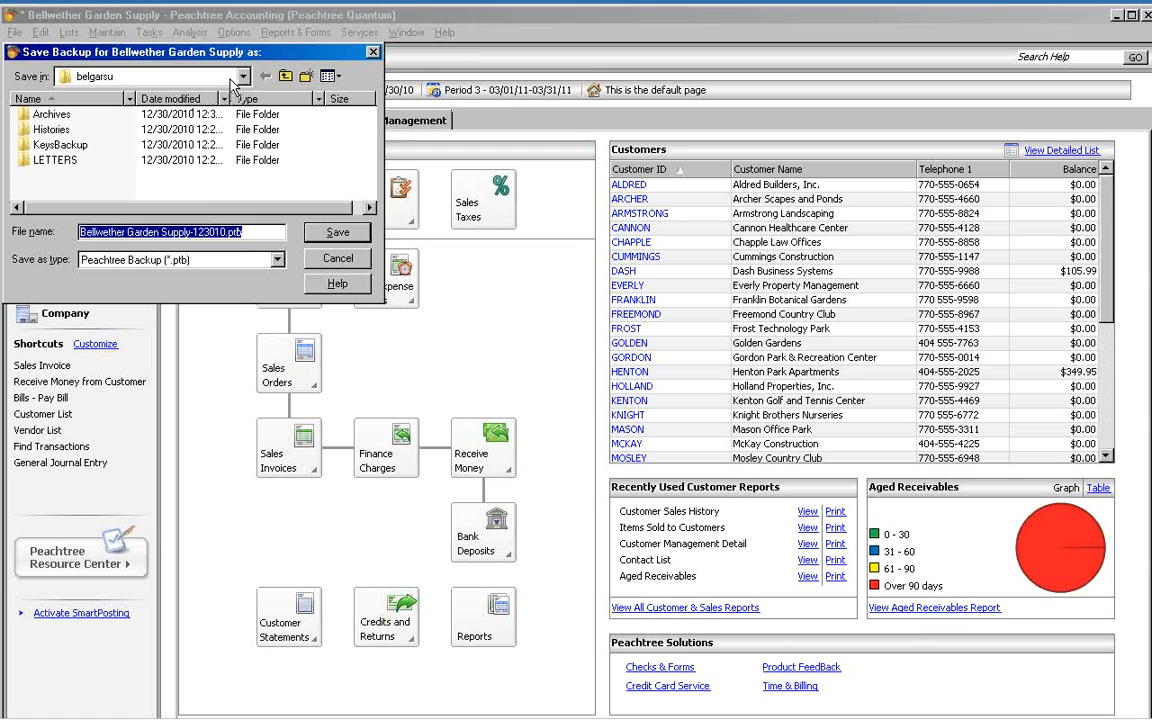 * Bellwether Garden Supply - Peachtree Accounting (Peachtree Quantum)
File Edit Lists Maintain Tasks Analysis Options Reports & Forms Services Window Help
Save Backup for Bellwether Garden Supply as:
Search Help GO
Save in: belgarsu
/30/10 Period 3 - 03/01/11-03/31/11 This is the default page
Name Date modified Type Size
Archives 12/30/2010 12:3... File Folder
Histories 12/30/2010 12:2... File Folder
KeysBackup 12/30/2010 12:2... File Folder
LETTERS 12/30/2010 12:2... File Folder
File name: Bellwether Garden Supply-123010.ptb Save
Save as type: Peachtree Backup (*.ptb) Cancel
Help
anagement
Sales
Taxes
xpense
s
Company
Shortcuts Customize
Sales Invoice
Receive Money from Customer
Bills - Pay Bill
Customer List
Vendor List
Find Transactions
General Journal Entry
Peachtree
Resource Center
Activate SmartPosting
Sales
Orders
Sales
Invoices
Finance
Charges
Receive
Money
Bank
Deposits
Customer
Statements
Credits and
Returns
Reports
Customers View Detailed List
Customer ID Customer Name Telephone 1 Balance
ALDRED Aldred Builders, Inc. 770-555-0654 $0.00
ARCHER Archer Scapes and Ponds 770-555-4660 $0.00
ARMSTRONG Armstrong Landscaping 770-555-8824 $0.00
CANNON Cannon Healthcare Center 770-555-4128 $0.00
CHAPPLE Chapple Law Offices 770-555-8858 $0.00
CUMMINGS Cummings Construction 770-555-1147 $0.00
DASH Dash Business Systems 770-555-9988 $105.99
EVERLY Everly Property Management 770-555-6660 $0.00
FRANKLIN Franklin Botanical Gardens 770 555-9598 $0.00
FREEMOND Freemond Country Club 770 555-8967 $0.00
FROST Frost Technology Park 770-555-4153 $0.00
GOLDEN Golden Gardens 404 555-7763 $0.00
GORDON Gordon Park & Recreation Center 770-555-0014 $0.00
HENTON Henton Park Apartments 404-555-2025 $349.95
HOLLAND Holland Properties, Inc. 770-555-9927 $0.00
KENTON Kenton Golf and Tennis Center 770-555-4469 $0.00
KNIGHT Knight Brothers Nurseries 770 555-6772 $0.00
MASON Mason Office Park 770-555-3311 $0.00
MCKAY McKay Construction 404-555-4225 $0.00
MOSLEY Mosley Country Club 770-555-6948 $0.00
Recently Used Customer Reports
Customer Sales History View Print
Items Sold to Customers View Print
Customer Management Detail View Print
Contact List View Print
Aged Receivables View Print
View All Customer & Sales Reports
Aged Receivables Graph Table
0 - 30
31 - 60
61 - 90
Over 90 days
View Aged Receivables Report
Peachtree Solutions
Checks & Forms Product FeedBack
Credit Card Service Time & Billing